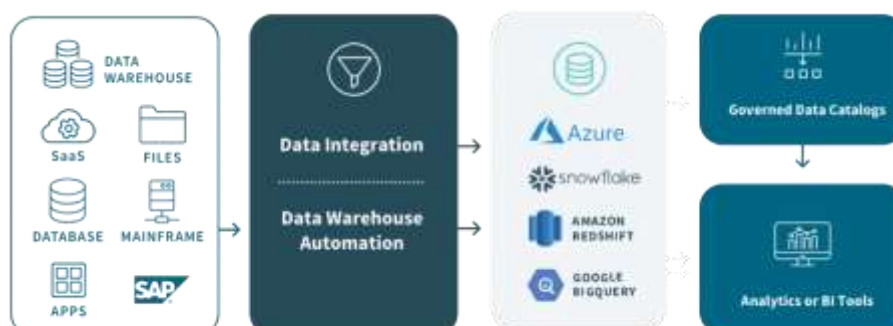 DATA
WAREHOUSE
SaaS
FILES
DATABASE
MAINFRAME
APPS
SAP
Data Integration
Data Warehouse
Automation
Azure
snowflake
AMAZON
REDSHIFT
GOOGLE
BIGQUERY
Governed Data Catalogs
Analytics or BI Tools